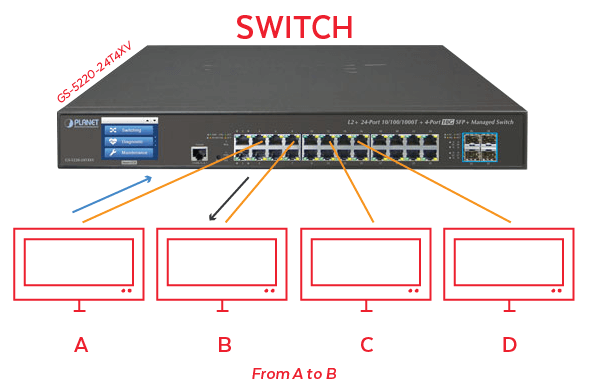 SWITCH
GS-5220-24T4XV
PLANET
L2+ 24-Port 10/100/1000T + 4-Port 10G SFP+ Managed Switch
Switching
Diagnostic
Maintenance
A
B
C
D
From A to B